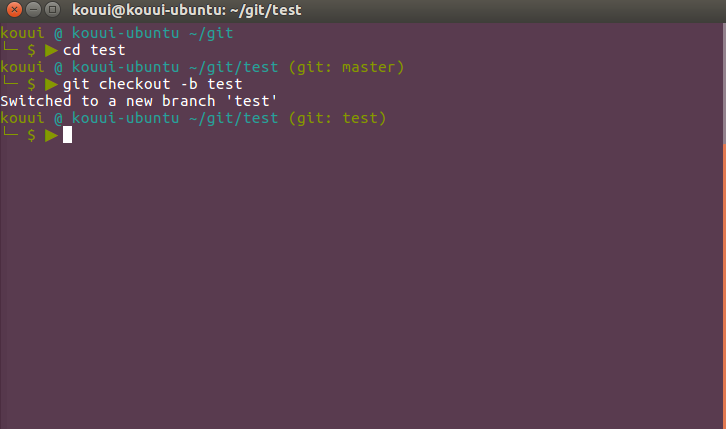 kouui@kouui-ubuntu: ~/git/test
kouui @ kouui-ubuntu ~/git
└─ $ ▶ cd test
kouui @ kouui-ubuntu ~/git/test (git: master)
└─ $ ▶ git checkout -b test
Switched to a new branch 'test'
kouui @ kouui-ubuntu ~/git/test (git: test)
└─ $ ▶